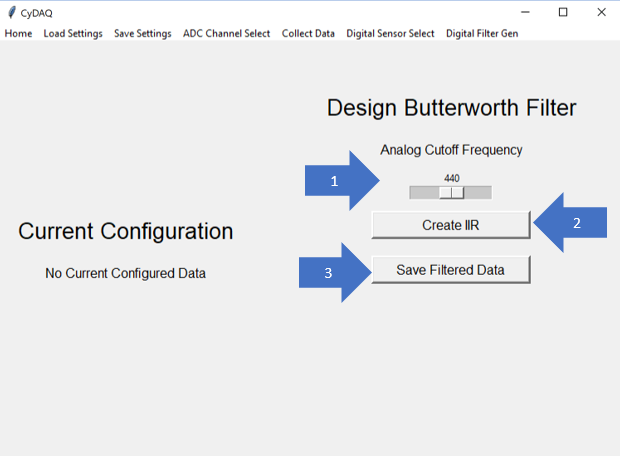 CyDAQ
Home Load Settings Save Settings ADC Channel Select Collect Data Digital Sensor Select Digital Filter Gen
Design Butterworth Filter
Analog Cutoff Frequency
440
1
Create IIR
2
Current Configuration
No Current Configured Data
Save Filtered Data
3